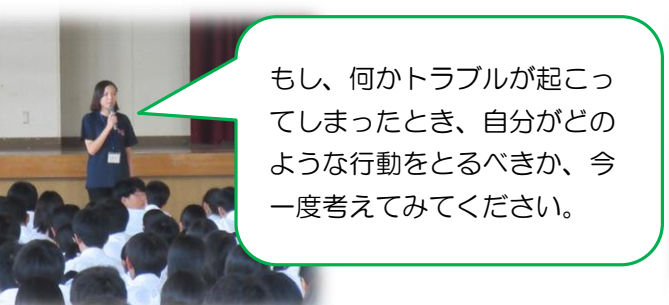 もし、何かトラブルが起こっ
てしまったとき、自分がどの
ような行動をとるべきか、今
一度考えてみてください。